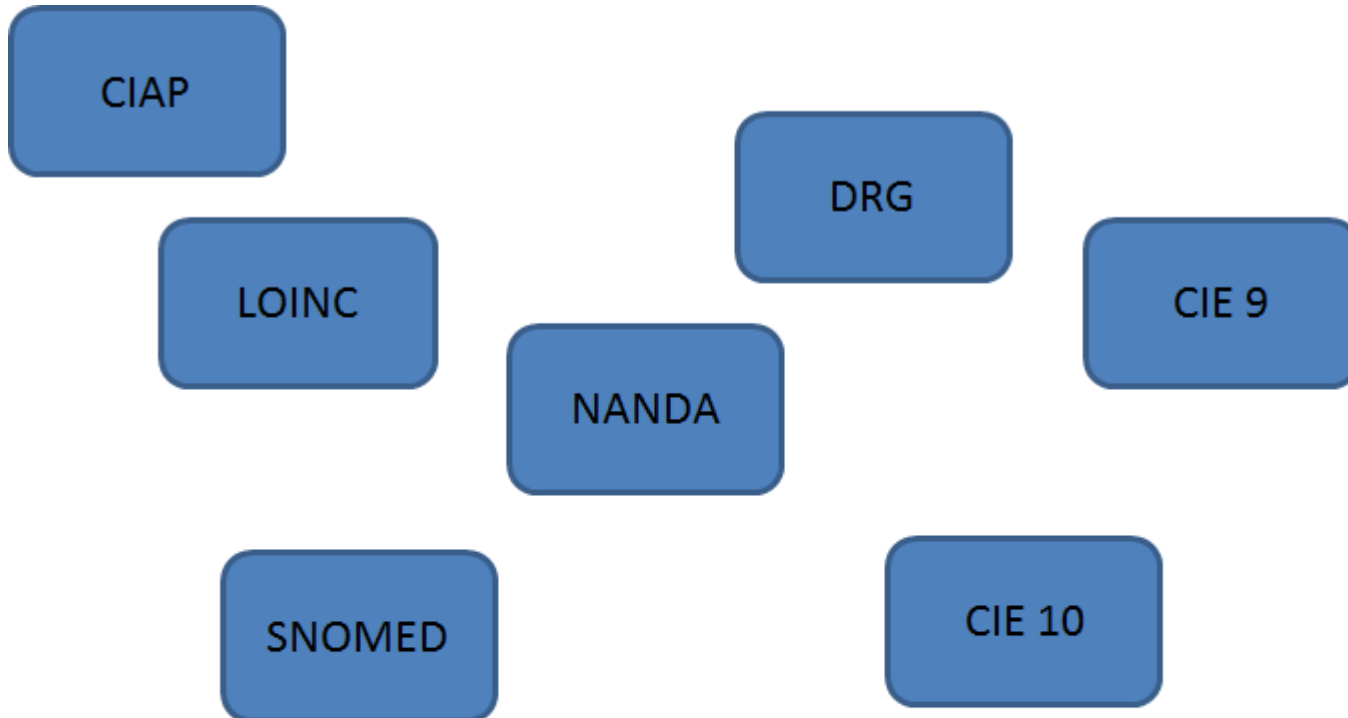 CIAP
DRG
LOINC
CIE 9
NANDA
SNOMED
CIE 10